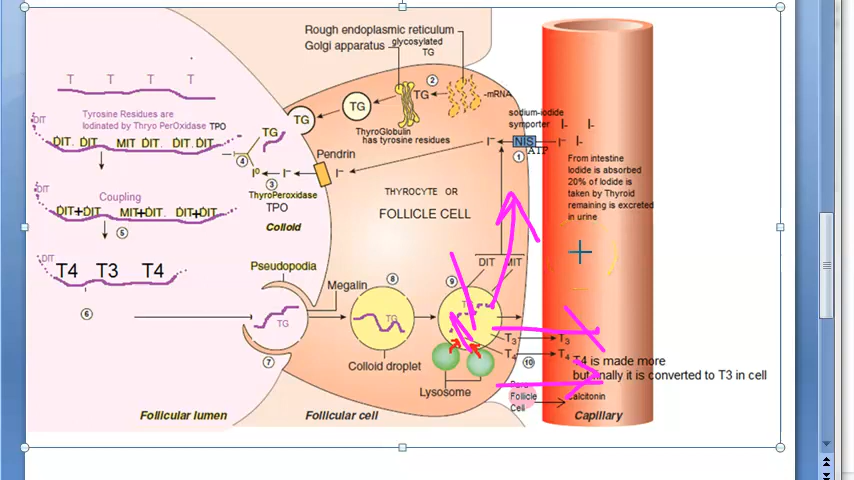 Rough endoplasmic reticulum
Golgi apparatus
glycosylated
TG
2
TG
-mRNA
TG
TG
ThyroGlobulin
has tyrosine residues
sodium-iodide
symporter
I- I-
I-
NIS
I- I-
1
ATP
From intestine
Iodide is absorbed
20% of Iodide is
taken by Thyroid
remaining is excreted
in urine
T T T T
DIT
Tyrosine Residues are
Iodinated by Thryo PerOxidase TPO
DIT. DIT. MIT DIT. DIT. DIT.
TG
4
Pendrin
I⁰
I-
I-
3
ThyroPeroxidase
TPO
Colloid
THYROCYTE OR
FOLLICLE CELL
DIT
Coupling
DIT+DIT MIT+DIT. DIT+DIT
5
DIT
T4 T3 T4
6
Pseudopodia
Megalin
TG
7
8
TG
Colloid droplet
DIT MIT
9
Lysosome
T3
T3
T4
T4
10
T4 is made more
but finally it is converted to T3 in cell
Follicle
Cell
Calcitonin
Follicular lumen
Follicular cell
Capillary